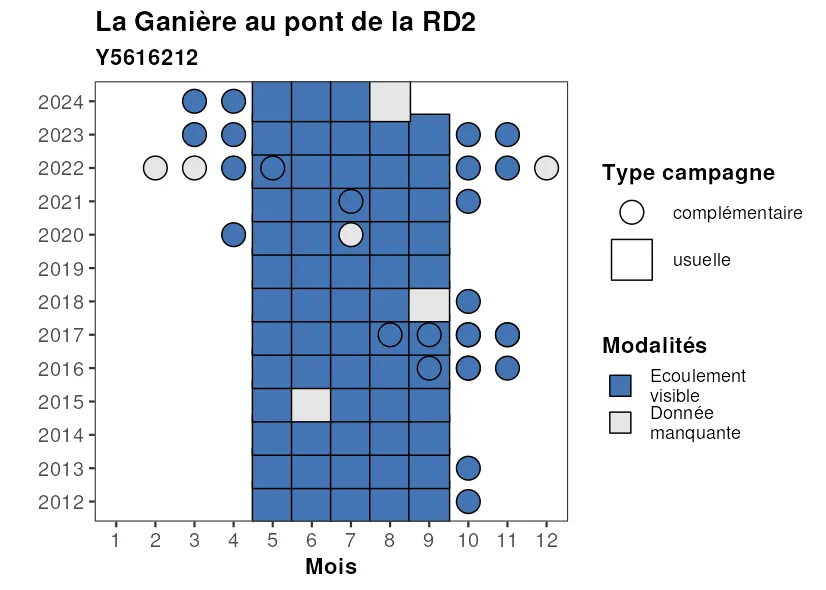 La Ganière au pont de la RD2
Y5616212
2024
2023
2022
2021
2020
2019
2018
2017
2016
2015
2014
2013
2012
1 2 3 4 5 6 7 8 9 10 11 12
Mois
Type campagne
complémentaire
usuelle
Modalités
Ecoulement
visible
Donnée
manquante